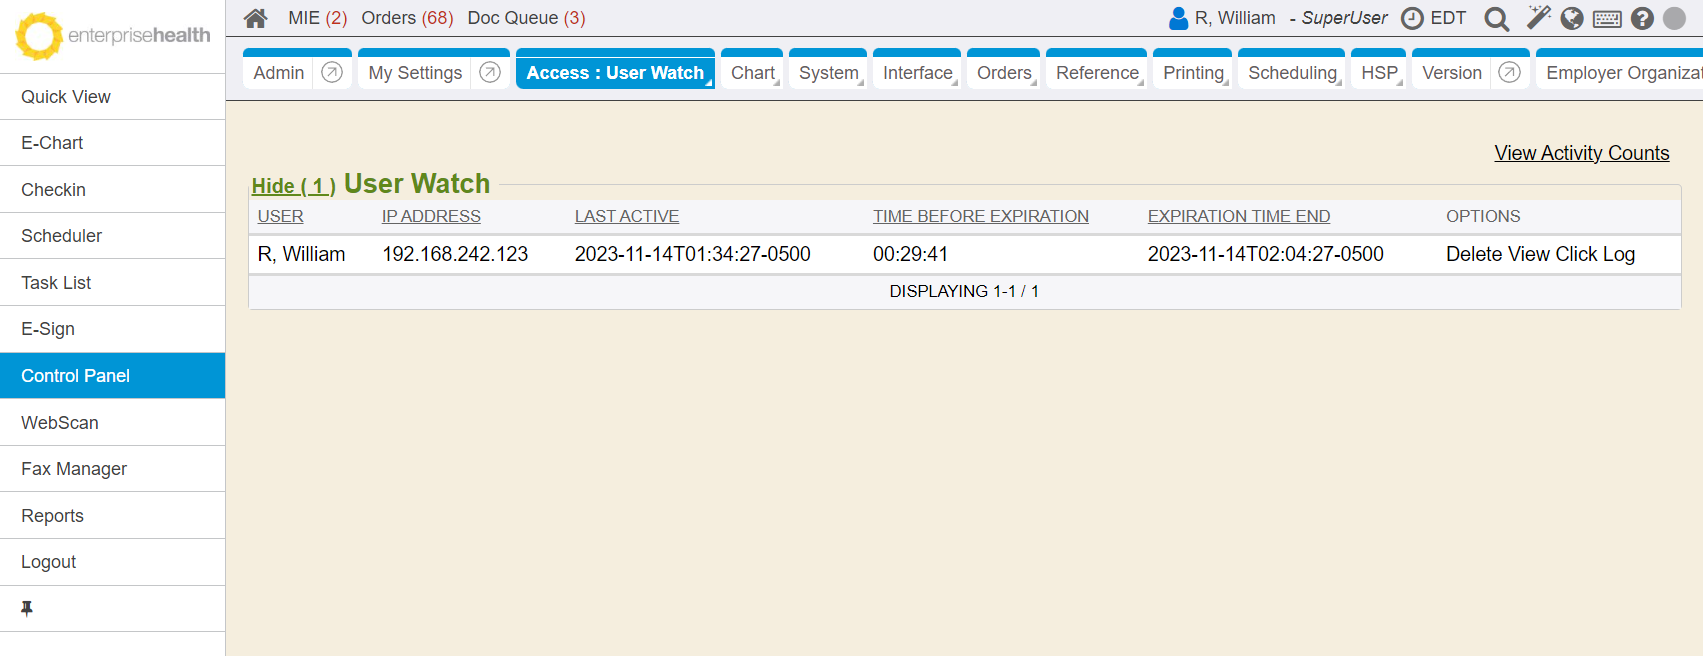 enterprisehealth
MIE (2) Orders (68) Doc Queue (3) R, William - SuperUser EDT
Admin My Settings Access : User Watch Chart System Interface Orders Reference Printing Scheduling HSP Version Employer Organizat
Quick View
E-Chart
Checkin
Scheduler
Task List
E-Sign
Control Panel
WebScan
Fax Manager
Reports
Logout
View Activity Counts
Hide ( 1 ) User Watch
USER IP ADDRESS LAST ACTIVE TIME BEFORE EXPIRATION EXPIRATION TIME END OPTIONS
R, William 192.168.242.123 2023-11-14T01:34:27-0500 00:29:41 2023-11-14T02:04:27-0500 Delete View Click Log
DISPLAYING 1-1 / 1